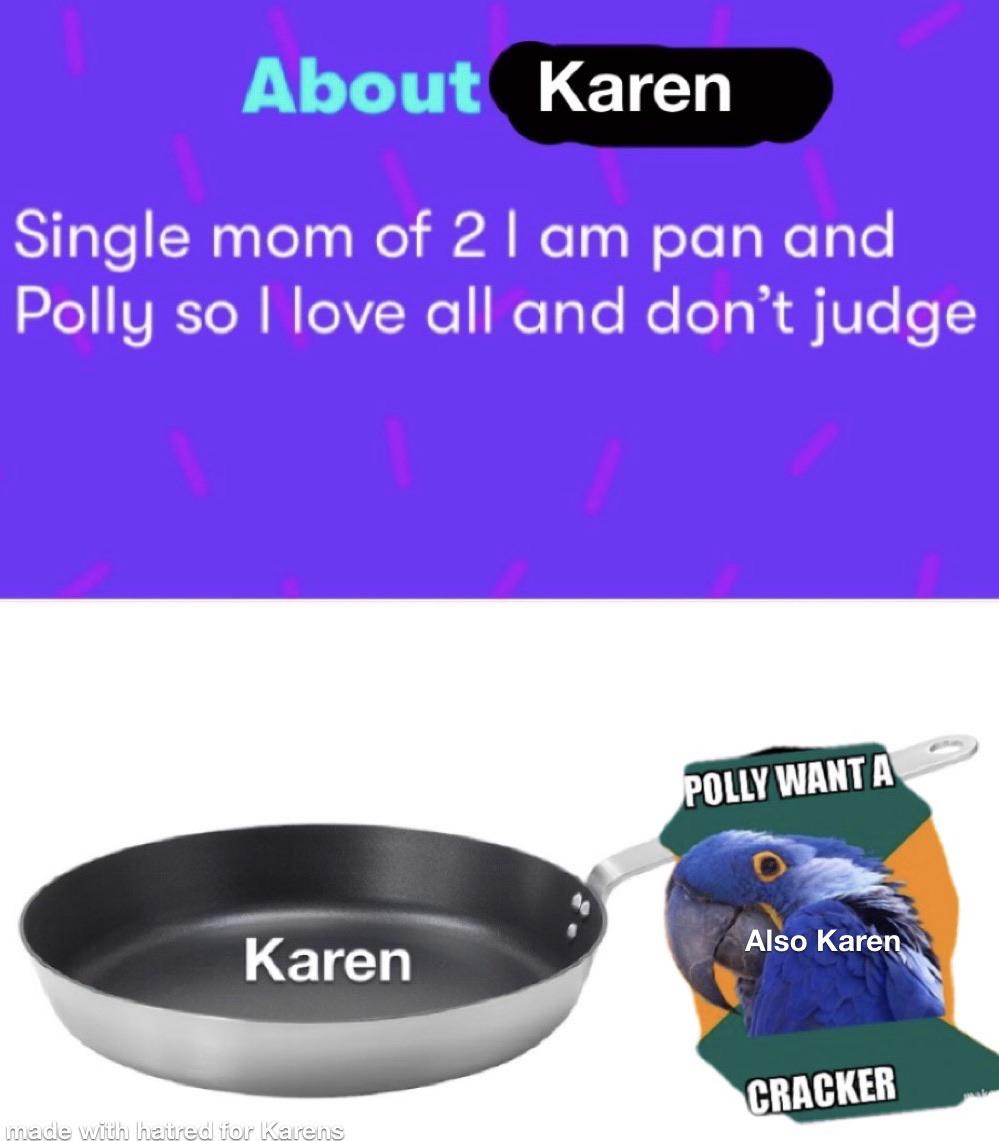 About Karen
Single mom of 2 I am pan and
Polly so I love all and don’t judge
POLLY WANT A
Karen
Also Karen
CRACKER
made with hatred for Karens